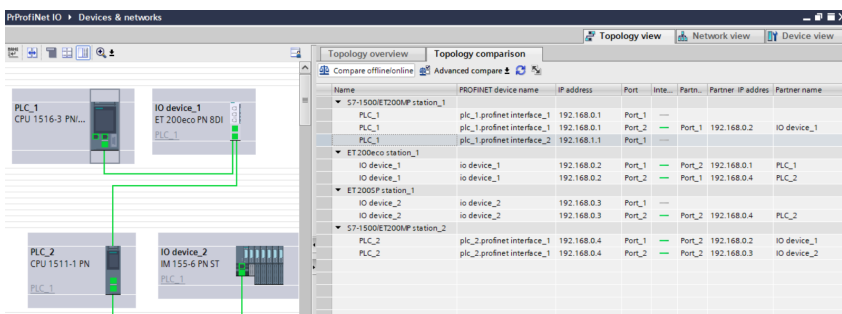 PrProfiNet IO ▸ Devices & networks
Topology view Network view Device view
Topology overview Topology comparison
Compare offline/online Advanced compare
Name PROFINET device name IP address Port Inte... Partn.. Partner IP addres Partner name
S7-1500/ET200MP station_1
PLC_1 plc_1.profinet interface_1 192.168.0.1 Port_1
PLC_1 plc_1.profinet interface_1 192.168.0.1 Port_2 Port_1 192.168.0.2 IO device_1
PLC_1 plc_1.profinet interface_2 192.168.1.1 Port_1
ET 200eco station_1
IO device_1 io device_1 192.168.0.2 Port_1 Port_2 192.168.0.1 PLC_1
IO device_1 io device_1 192.168.0.2 Port_2 Port_1 192.168.0.4 PLC_2
ET 200SP station_1
IO device_2 io device_2 192.168.0.3 Port_1
IO device_2 io device_2 192.168.0.3 Port_2 Port_2 192.168.0.4 PLC_2
S7-1500/ET200MP station_2
PLC_2 plc_2.profinet interface_1 192.168.0.4 Port_1 Port_2 192.168.0.2 IO device_1
PLC_2 plc_2.profinet interface_1 192.168.0.4 Port_2 Port_2 192.168.0.3 IO device_2
PLC_1
CPU 1516-3 PN/...
IO device_1
ET 200eco PN 8DI
PLC_1
PLC_2
CPU 1511-1 PN
PLC_1
IO device_2
IM 155-6 PN ST
PLC_1